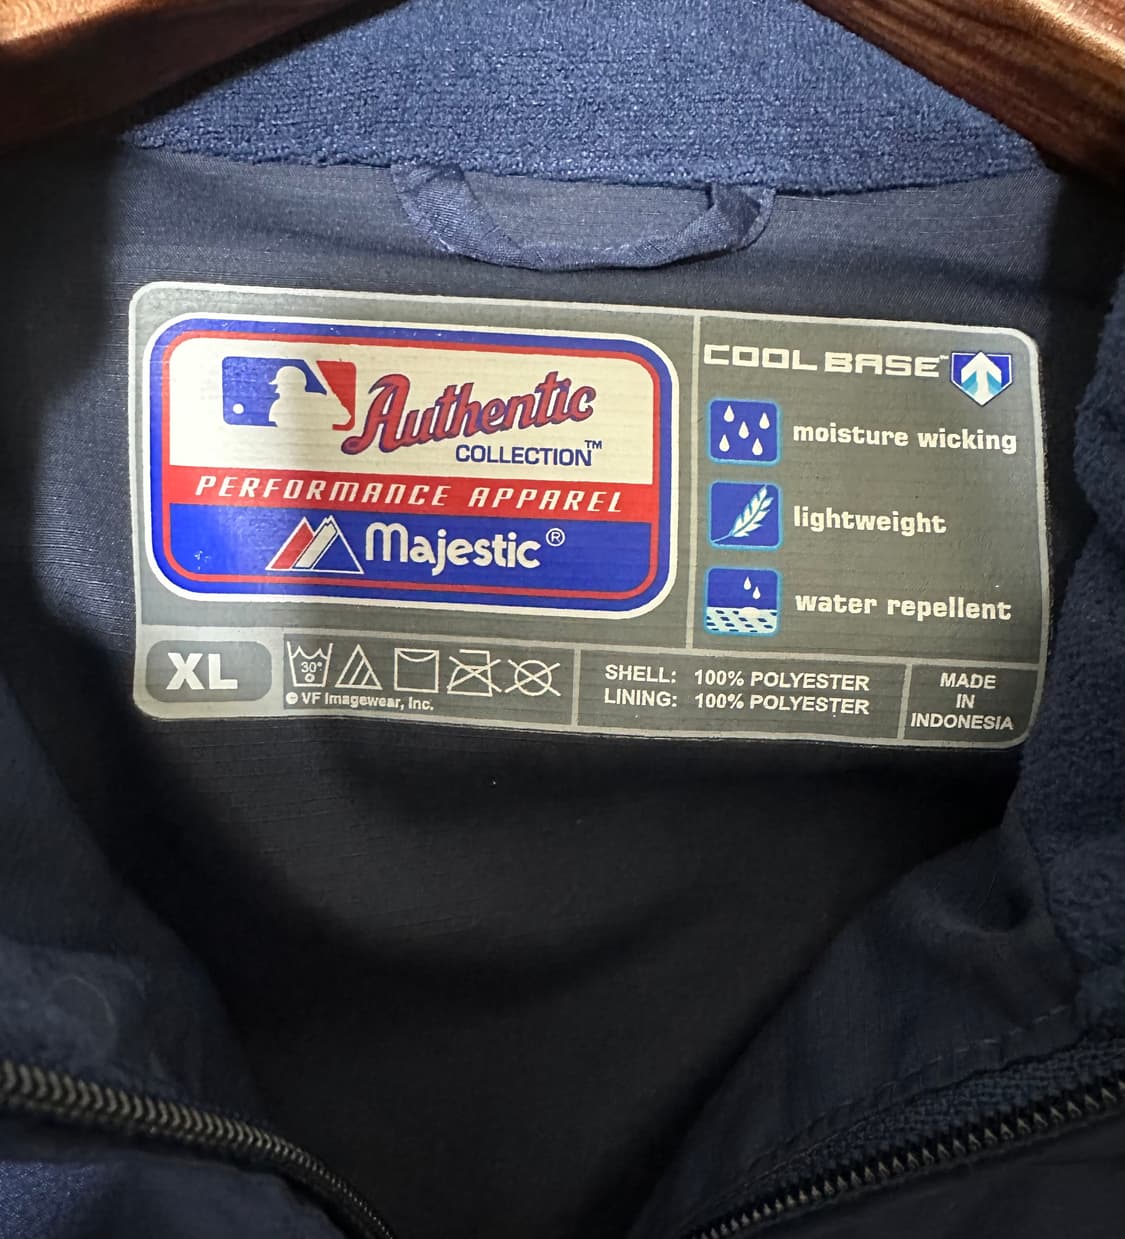 Authentic
COLLECTION™
PERFORMANCE APPAREL
Majestic®
COOL BASE™
moisture wicking
lightweight
water repellent
XL
30°
© VF Imagewear, Inc.
SHELL: 100% POLYESTER
LINING: 100% POLYESTER
MADE
IN
INDONESIA